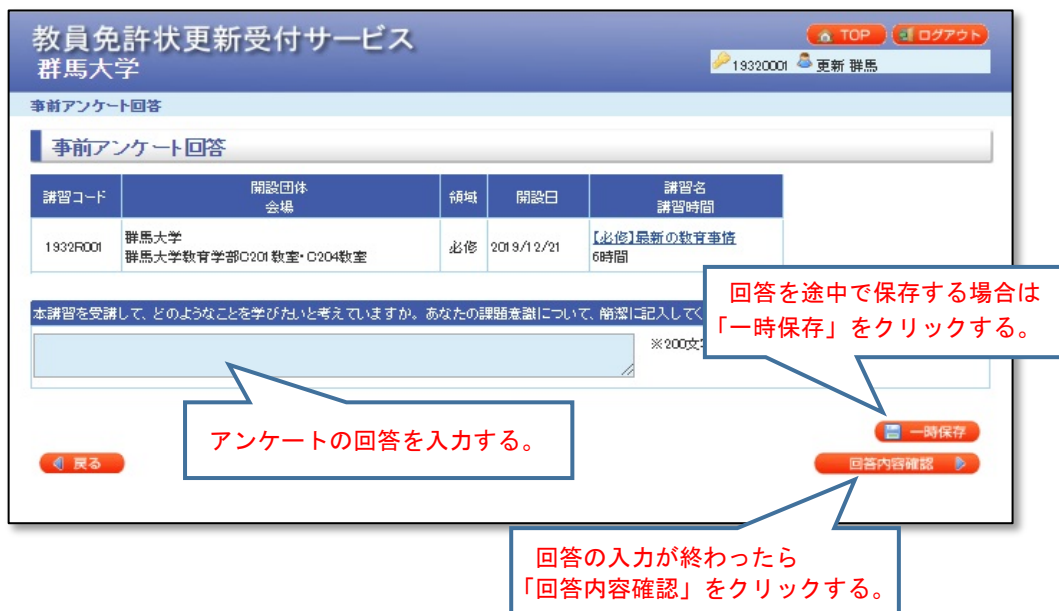 教員免許状更新受付サービス
群馬大学
TOP ログアウト
19320001 更新 群馬
事前アンケート回答
事前アンケート回答
講習コード 開設団体 会場 領域 開設日 講習名 講習時間
1932R001 群馬大学 必修 2019/12/21 【必修】最新の教育事情
群馬大学教育学部C201教室・C204教室 6時間
回答を途中で保存する場合は
「一時保存」をクリックする。
本講習を受講して、どのようなことを学びたいと考えていますか。あなたの課題意識について、簡潔に記入してく
※200文字
アンケートの回答を入力する。
一時保存
戻る
回答内容確認
回答の入力が終わったら
「回答内容確認」をクリックする。